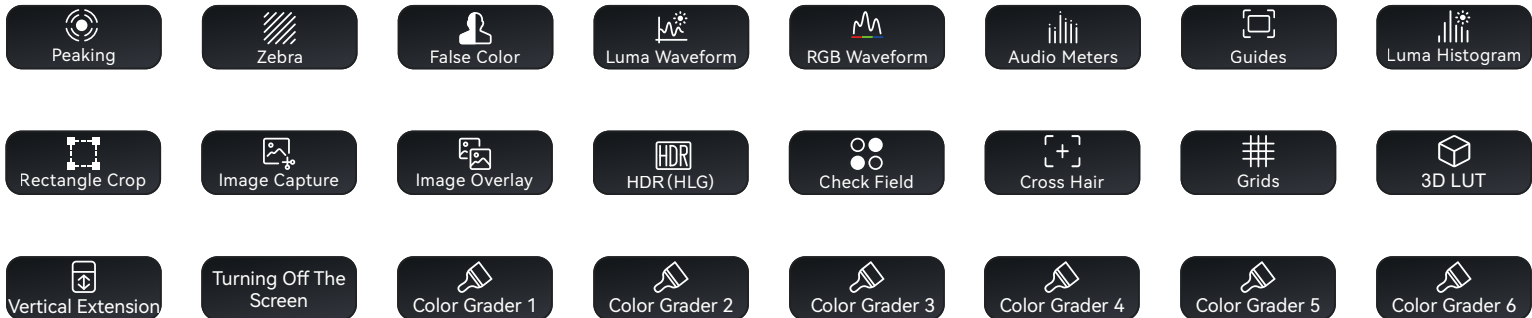 Peaking
Zebra
False Color
Luma Waveform
RGB Waveform
Audio Meters
Guides
Luma Histogram
Rectangle Crop
Image Capture
Image Overlay
HDR
HDR(HLG)
Check Field
Cross Hair
Grids
3D LUT
Vertical Extension
Turning Off The
Screen
Color Grader 1
Color Grader 2
Color Grader 3
Color Grader 4
Color Grader 5
Color Grader 6